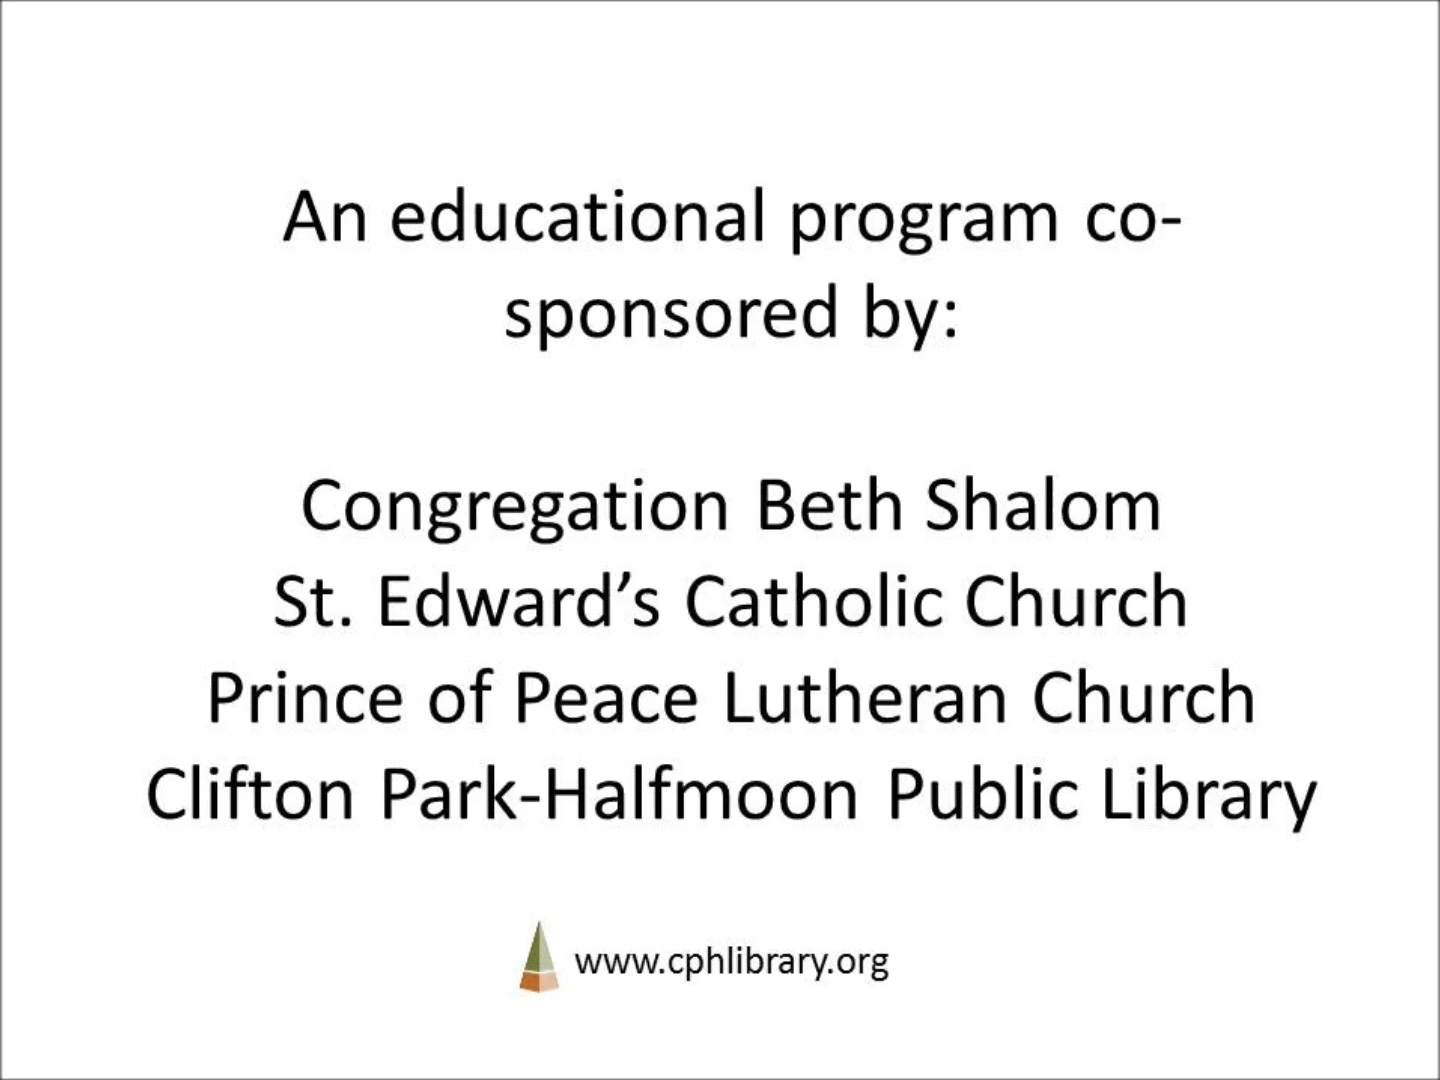 An educational program co-
sponsored by:
Congregation Beth Shalom
St. Edward’s Catholic Church
Prince of Peace Lutheran Church
Clifton Park-Halfmoon Public Library
www.cphlibrary.org